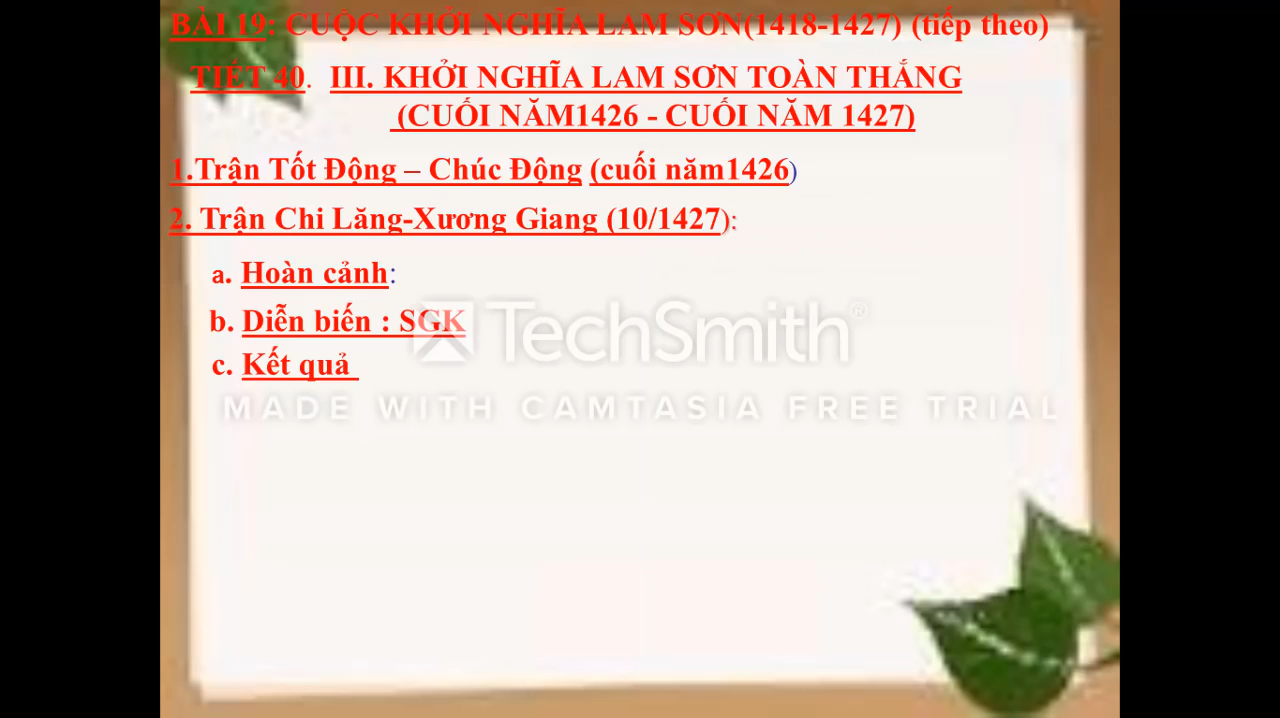 BÀI 19: CUỘC KHỞI NGHĨA LAM SƠN(1418-1427) (tiếp theo)
TIẾT 40. III. KHỞI NGHĨA LAM SƠN TOÀN THẮNG
(CUỐI NĂM1426 - CUỐI NĂM 1427)
1.Trận Tốt Động – Chúc Động (cuối năm1426)
2. Trận Chi Lăng-Xương Giang (10/1427):
a. Hoàn cảnh:
b. Diễn biến : SGK
c. Kết quả
TechSmith®
MADE WITH CAMTASIA FREE TRIAL